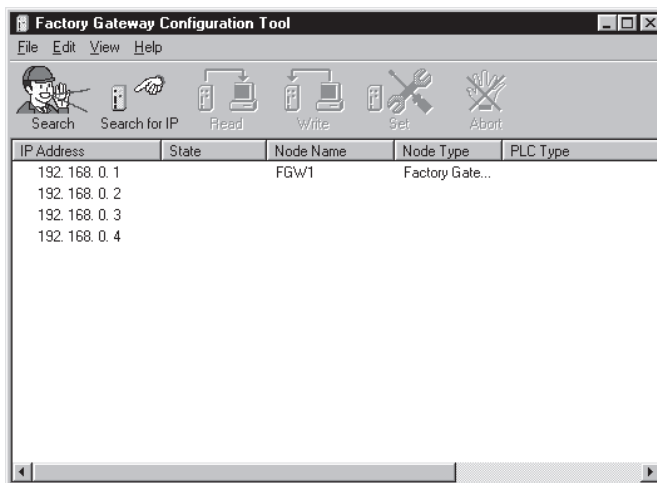 Factory Gateway Configuration Tool
File Edit View Help
Search Search for IP Read Write Set Abort
IP Address State Node Name Node Type PLC Type
192. 168. 0. 1 FGW1 Factory Gate...
192. 168. 0. 2
192. 168. 0. 3
192. 168. 0. 4